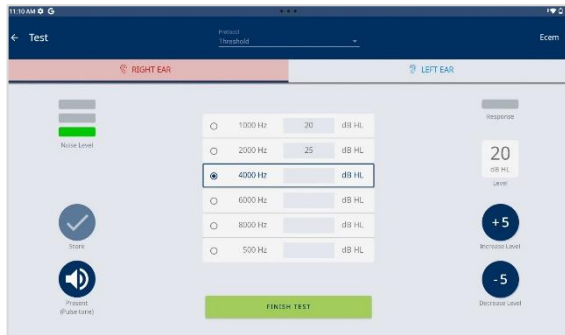 11:10 AM G
Test
Protocol
Threshold
Ecem
RIGHT EAR
LEFT EAR
Noise Level
Store
Present
(Pulse tone)
1000 Hz 20 dB HL
2000 Hz 25 dB HL
4000 Hz dB HL
6000 Hz dB HL
8000 Hz dB HL
500 Hz dB HL
FINISH TEST
Response
20
dB HL
Level
+5
Increase Level
-5
Decrease Level